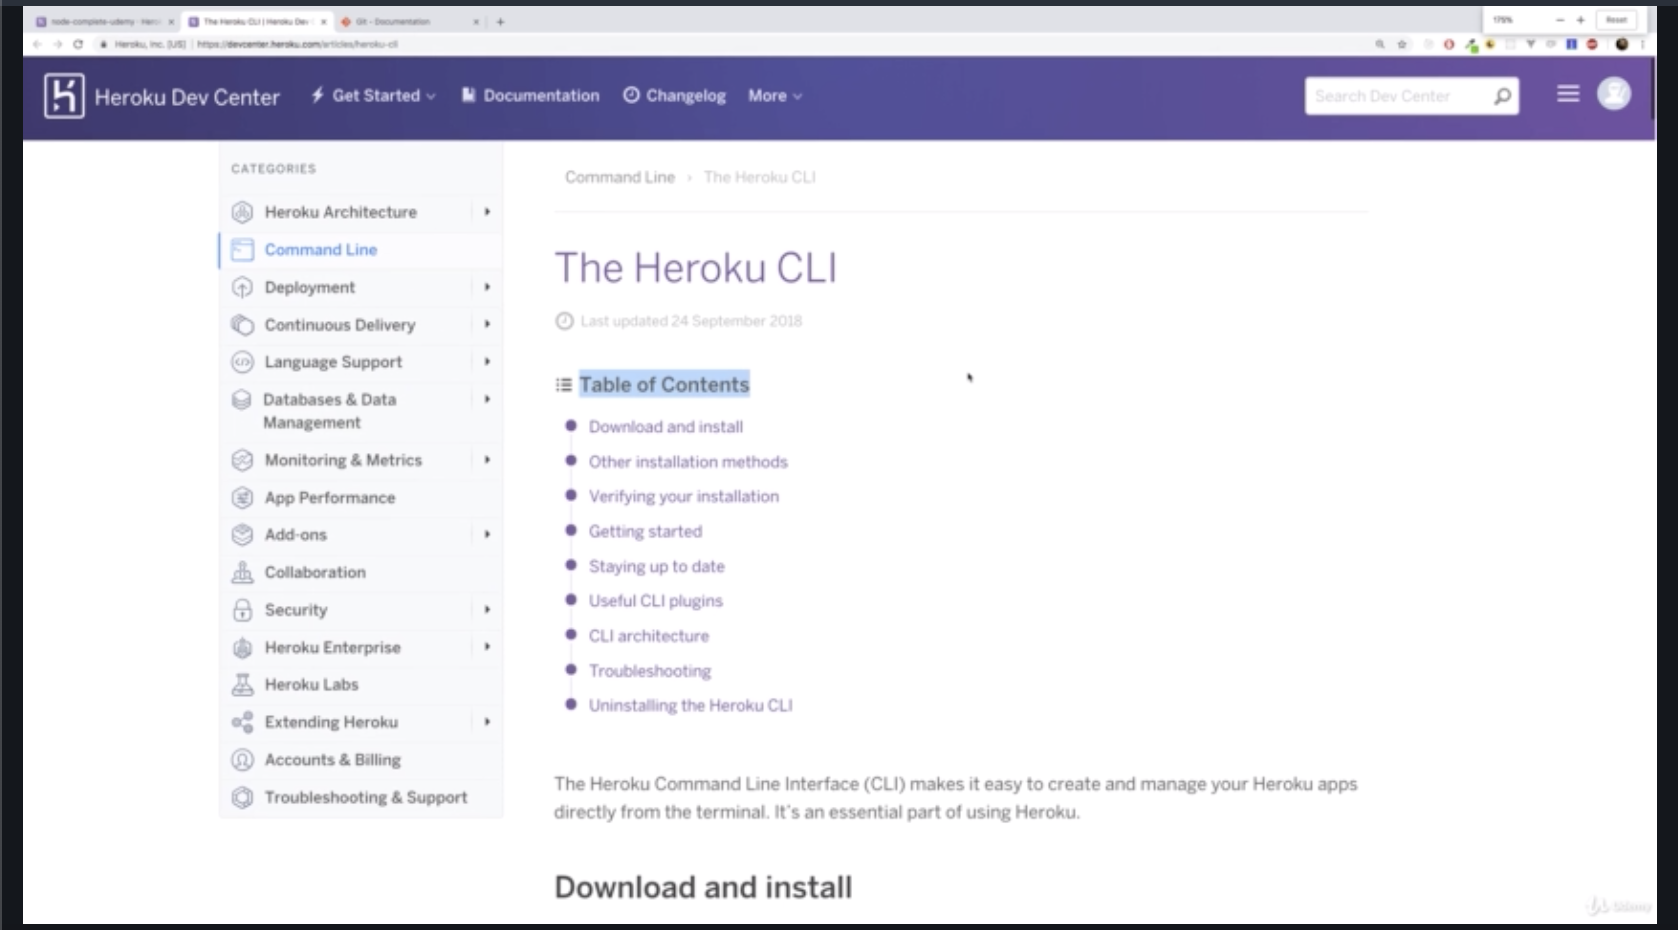 node-complete-udemy - Hero
The Heroku CLI | Heroku Dev
Git - Documentation
175%
Reset
Heroku, Inc. [US] | https://devcenter.heroku.com/articles/heroku-cli
Heroku Dev Center
Get Started
Documentation
Changelog
More
Search Dev Center
CATEGORIES
Heroku Architecture
Command Line
Deployment
Continuous Delivery
Language Support
Databases & Data
Management
Monitoring & Metrics
App Performance
Add-ons
Collaboration
Security
Heroku Enterprise
Heroku Labs
Extending Heroku
Accounts & Billing
Troubleshooting & Support
Command Line › The Heroku CLI
The Heroku CLI
Last updated 24 September 2018
Table of Contents
Download and install
Other installation methods
Verifying your installation
Getting started
Staying up to date
Useful CLI plugins
CLI architecture
Troubleshooting
Uninstalling the Heroku CLI
The Heroku Command Line Interface (CLI) makes it easy to create and manage your Heroku apps
directly from the terminal. It's an essential part of using Heroku.
Download and install
Udemy